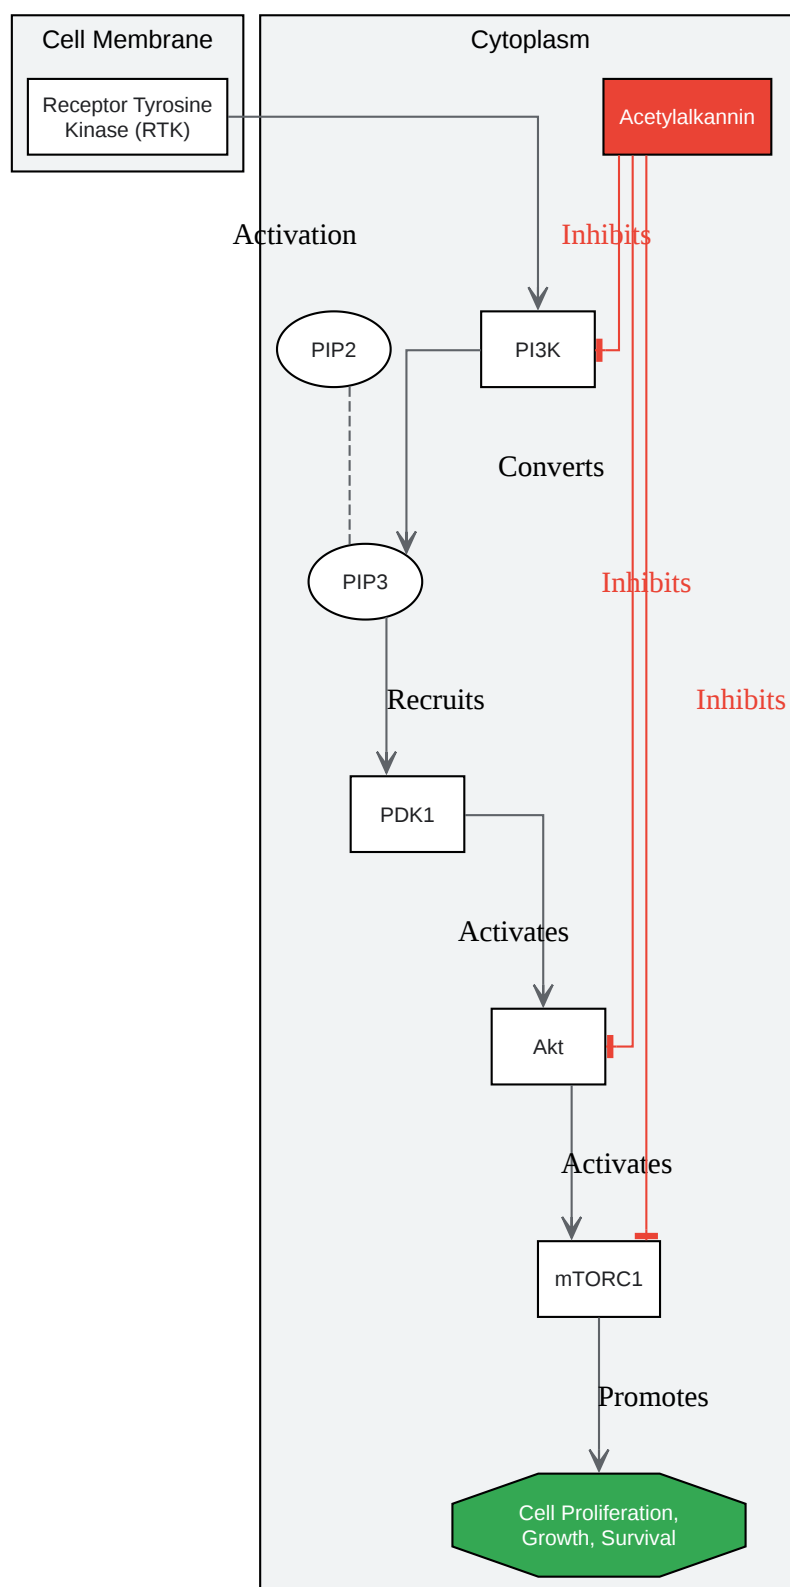 Cell Membrane
Cytoplasm
Receptor Tyrosine
Kinase (RTK)
Acetylalkannin
Activation
Inhibits
PIP2
PI3K
Converts
PIP3
Inhibits
Recruits
Inhibits
PDK1
Activates
Akt
Activates
mTORC1
Promotes
Cell Proliferation,
Growth, Survival